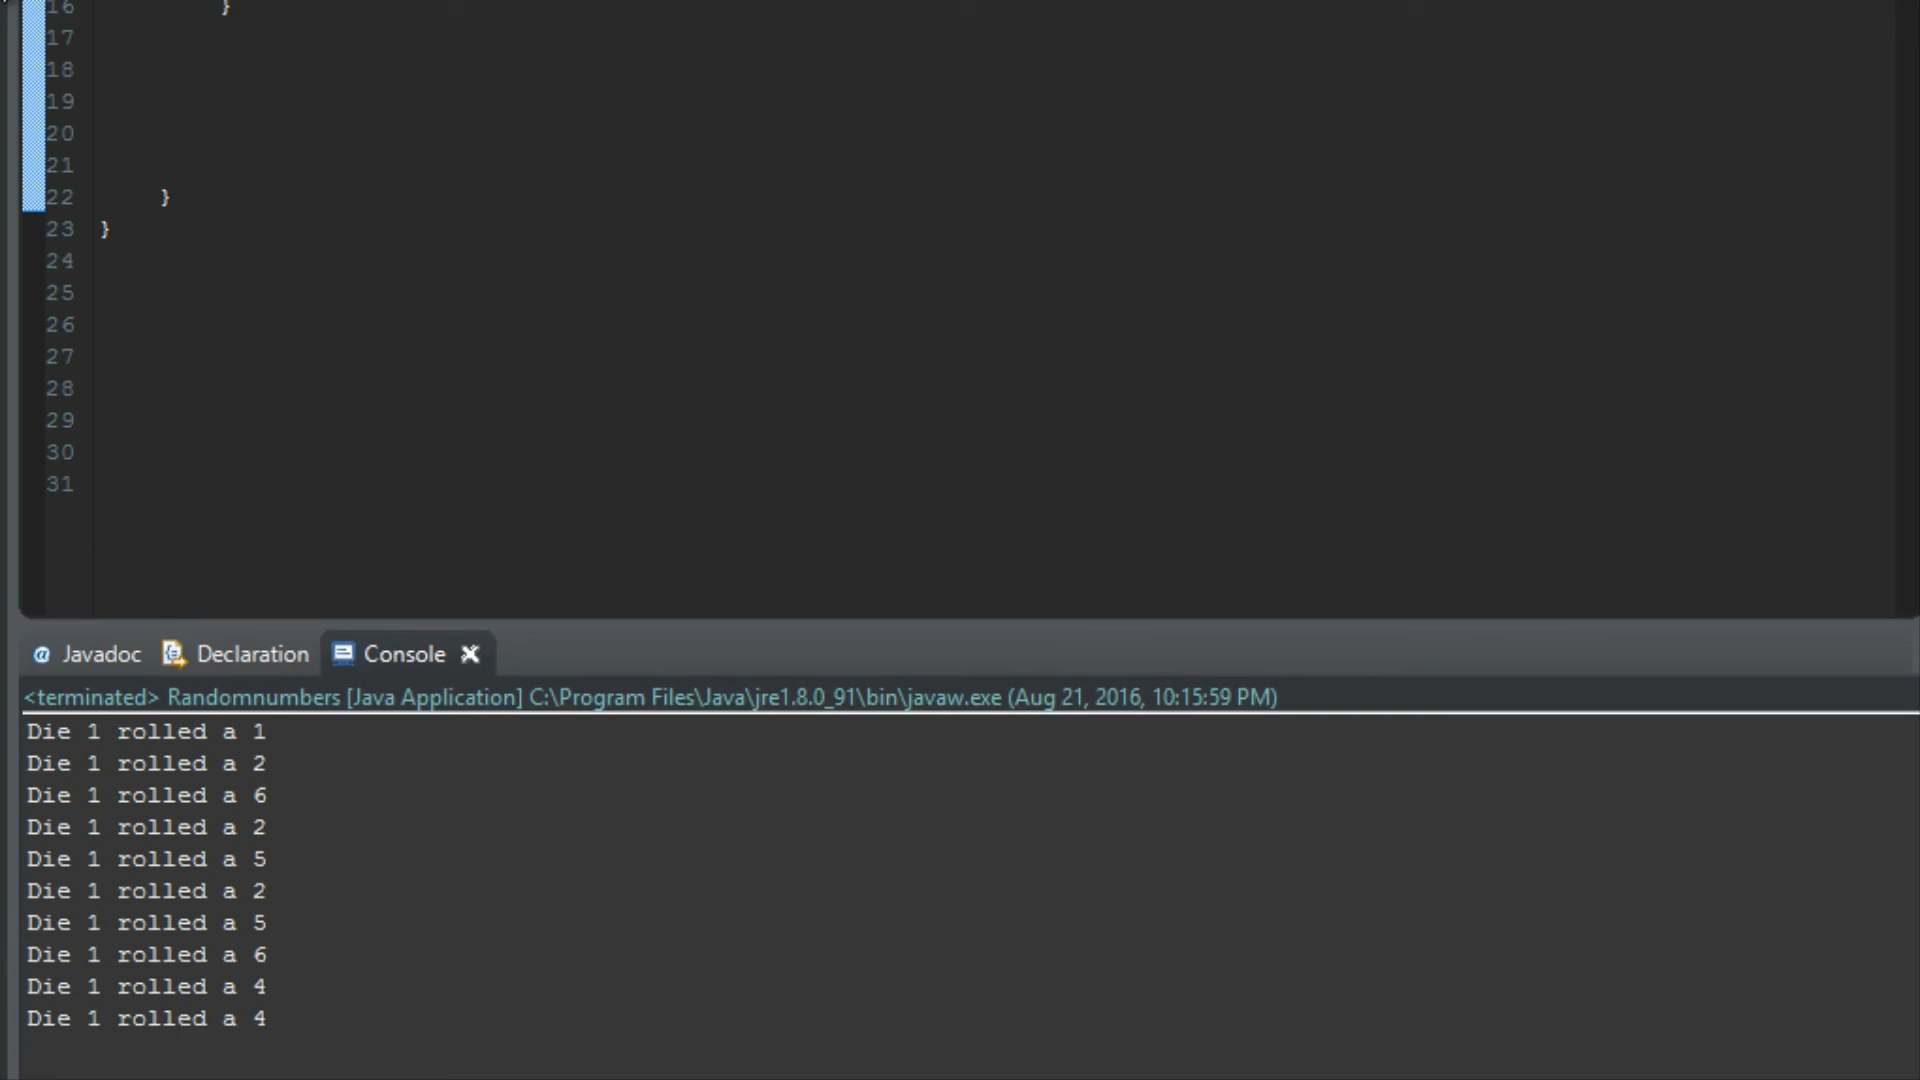 16 }
17
18
19
20
21
22 }
23 }
24
25
26
27
28
29
30
31
@ Javadoc Declaration Console
<terminated> Randomnumbers [Java Application] C:\Program Files\Java\jre1.8.0_91\bin\javaw.exe (Aug 21, 2016, 10:15:59 PM)
Die 1 rolled a 1
Die 1 rolled a 2
Die 1 rolled a 6
Die 1 rolled a 2
Die 1 rolled a 5
Die 1 rolled a 2
Die 1 rolled a 5
Die 1 rolled a 6
Die 1 rolled a 4
Die 1 rolled a 4